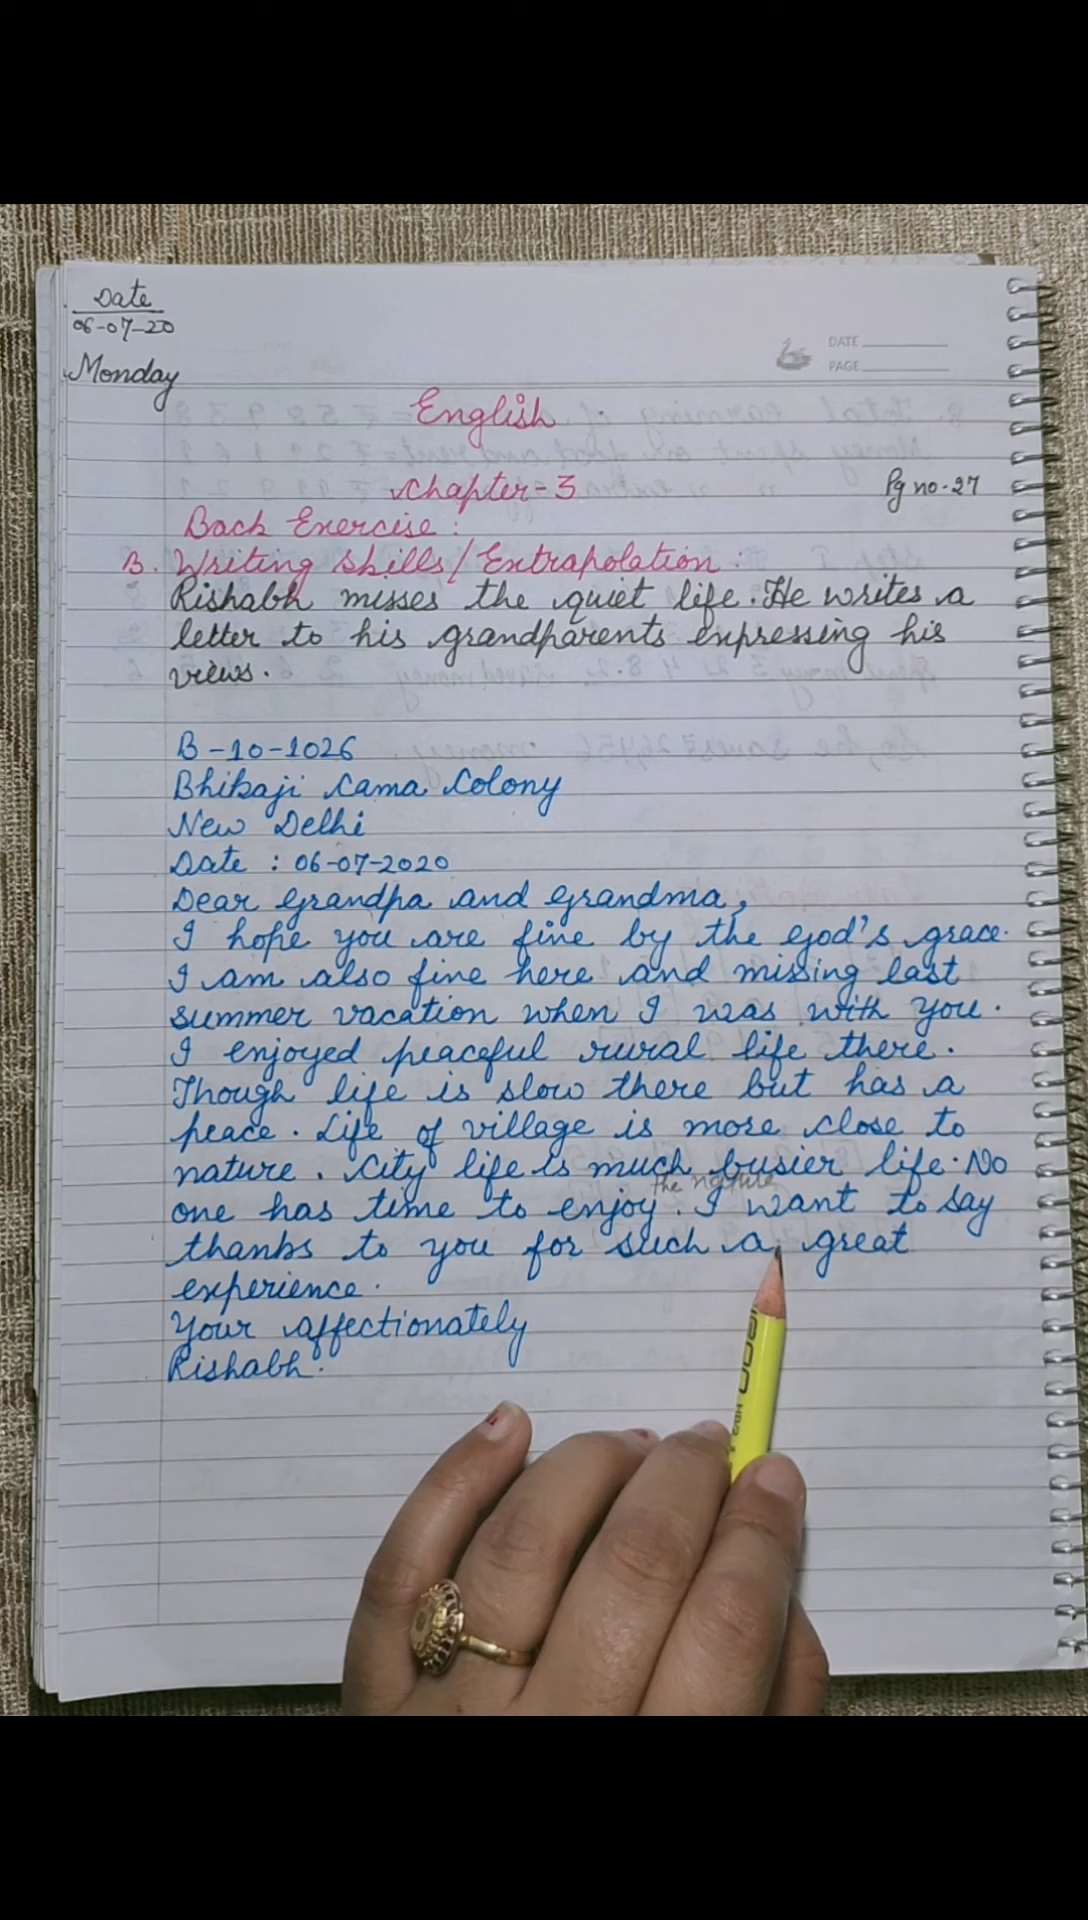 Date
06-07-20
Monday
DATE
PAGE
English
Chapter-3
Pg no.27
Back Exercise:
B. Writing skills/Extrapolation:
Rishabh misses the quiet life. He writes a
letter to his grandparents expressing his
views.
B-10-1026
Bhikaji Cama Colony
New Delhi
Date : 06-07-2020
Dear Grandpa and Grandma,
I hope you are fine by the God's grace.
I am also fine here and missing last
summer vacation when I was with you.
I enjoyed peaceful rural life there.
Though life is slow there but has a
peace. Life of village is more close to
nature. City life is much busier life. No
the nature
one has time to enjoy. I want to say
thanks to you for such a great
experience.
Your affectionately
Rishabh.